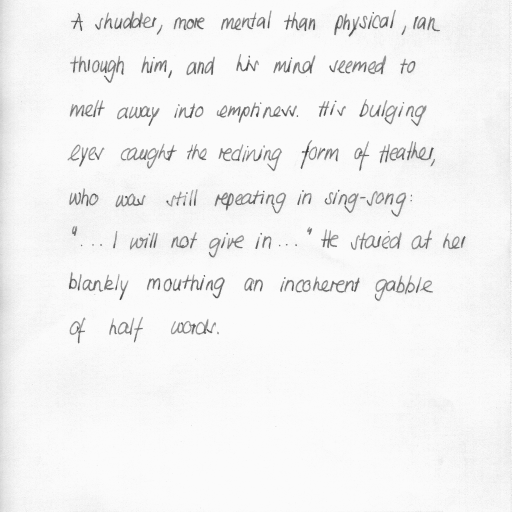 A shudder, more mental than physical, ran
through him, and his mind seemed to
melt away into emptiness. His bulging
eyes caught the reclining form of Heather,
who was still repeating in sing-song:
"... I will not give in..." He stared at her
blankly mouthing an incoherent gabble
of half words.